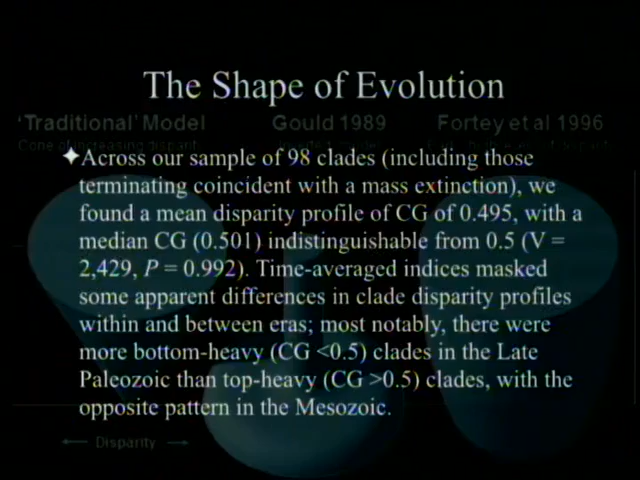 The Shape of Evolution
'Traditional' Model Gould 1989 Fortey et al 1996
Cone of increasing disparity
✦Across our sample of 98 clades (including those
terminating coincident with a mass extinction), we
found a mean disparity profile of CG of 0.495, with a
median CG (0.501) indistinguishable from 0.5 (V =
2,429, P = 0.992). Time-averaged indices masked
some apparent differences in clade disparity profiles
within and between eras; most notably, there were
more bottom-heavy (CG <0.5) clades in the Late
Paleozoic than top-heavy (CG >0.5) clades, with the
opposite pattern in the Mesozoic.
← Disparity →